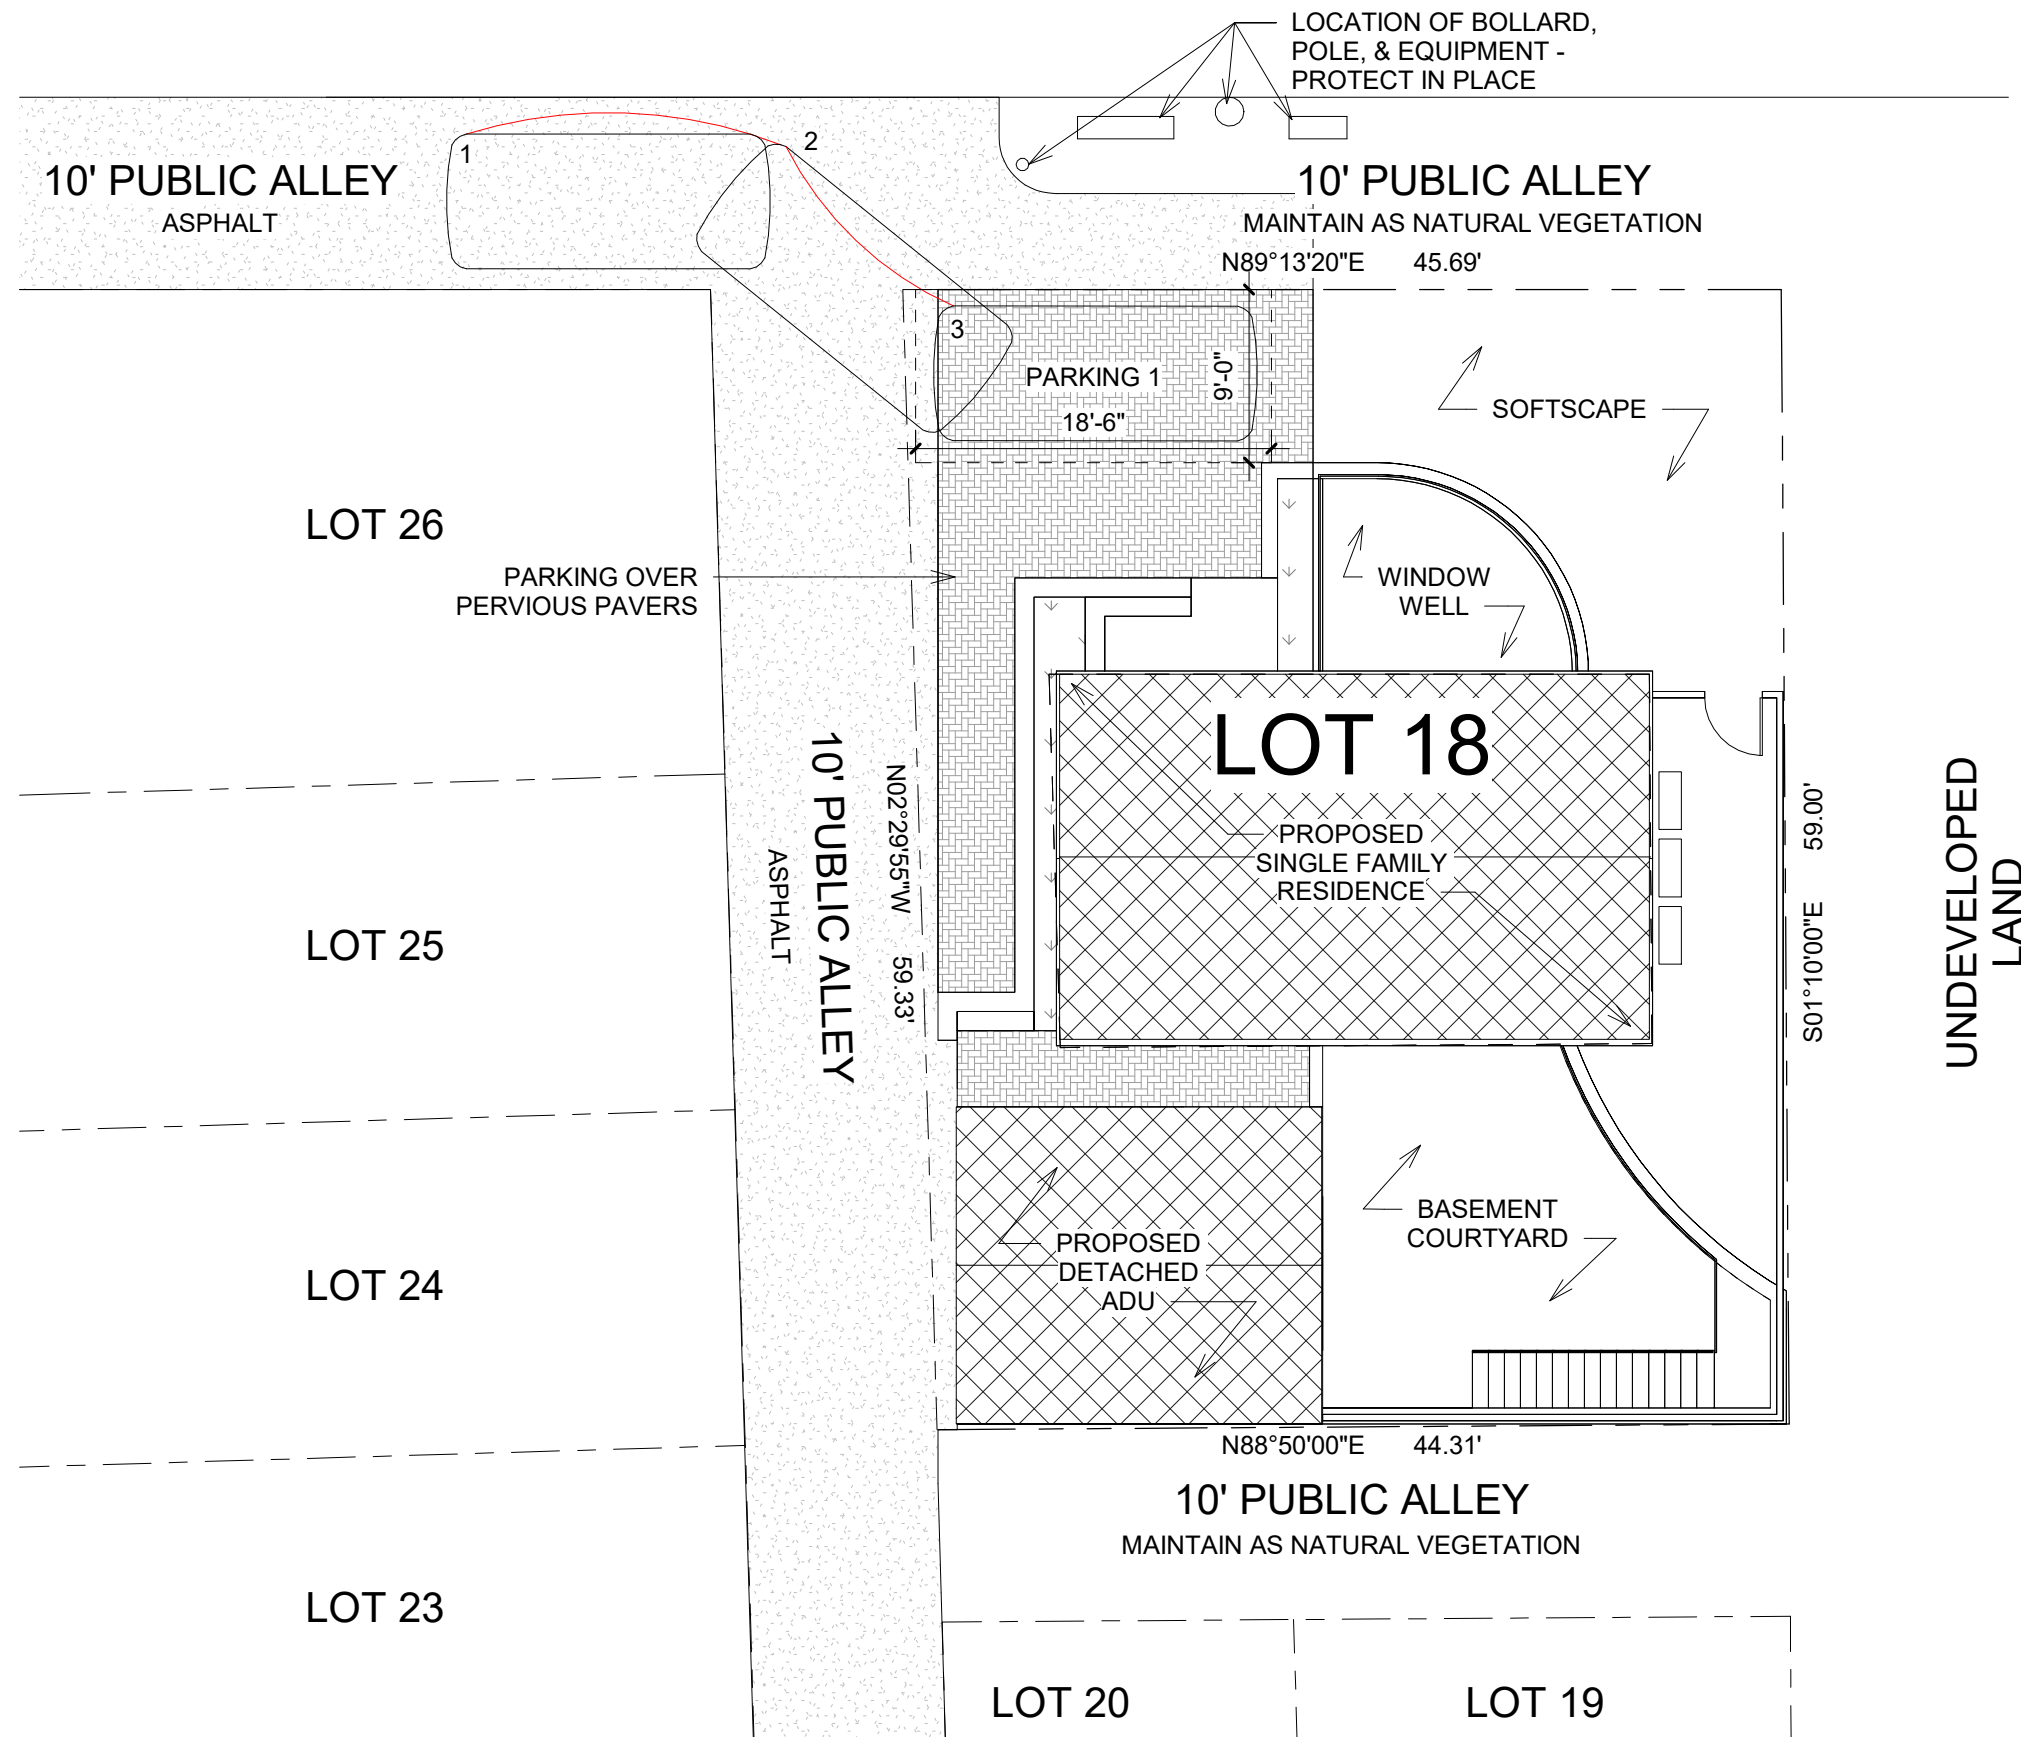 LOCATION OF BOLLARD,
POLE, & EQUIPMENT -
PROTECT IN PLACE
1
2
10' PUBLIC ALLEY
ASPHALT
10' PUBLIC ALLEY
MAINTAIN AS NATURAL VEGETATION
N89°13'20"E 45.69'
3
PARKING 1
9'-0"
18'-6"
SOFTSCAPE
LOT 26
PARKING OVER
PERVIOUS PAVERS
WINDOW
WELL
LOT 18
PROPOSED
SINGLE FAMILY
RESIDENCE
10' PUBLIC ALLEY
ASPHALT
N02°29'55"W 59.33'
S01°10'00"E 59.00'
UNDEVELOPED
LAND
LOT 25
BASEMENT
COURTYARD
PROPOSED
DETACHED
ADU
LOT 24
N88°50'00"E 44.31'
10' PUBLIC ALLEY
MAINTAIN AS NATURAL VEGETATION
LOT 23
LOT 20
LOT 19